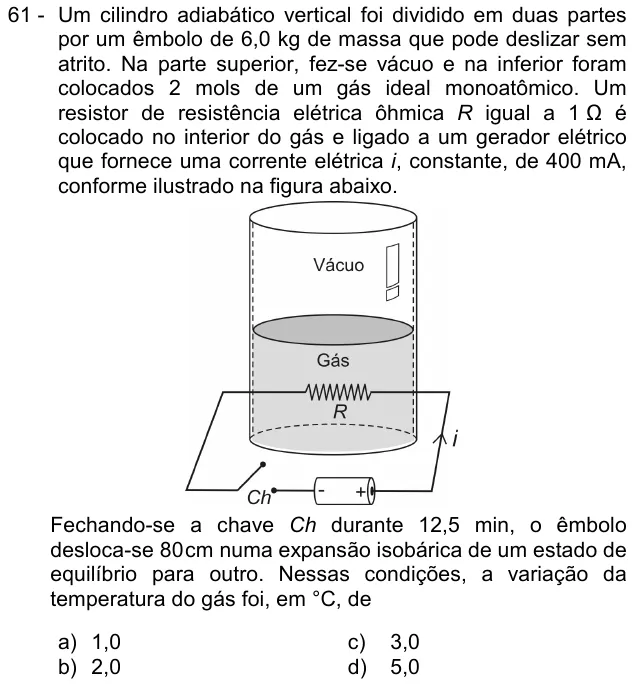 61 - Um cilindro adiabático vertical foi dividido em duas partes
por um êmbolo de 6,0 kg de massa que pode deslizar sem
atrito. Na parte superior, fez-se vácuo e na inferior foram
colocados 2 mols de um gás ideal monoatômico. Um
resistor de resistência elétrica ôhmica R igual a 1 Ω é
colocado no interior do gás e ligado a um gerador elétrico
que fornece uma corrente elétrica i, constante, de 400 mA,
conforme ilustrado na figura abaixo.
Vácuo
Gás
R
i
Ch
- +
Fechando-se a chave Ch durante 12,5 min, o êmbolo
desloca-se 80cm numa expansão isobárica de um estado de
equilíbrio para outro. Nessas condições, a variação da
temperatura do gás foi, em °C, de
a) 1,0 c) 3,0
b) 2,0 d) 5,0